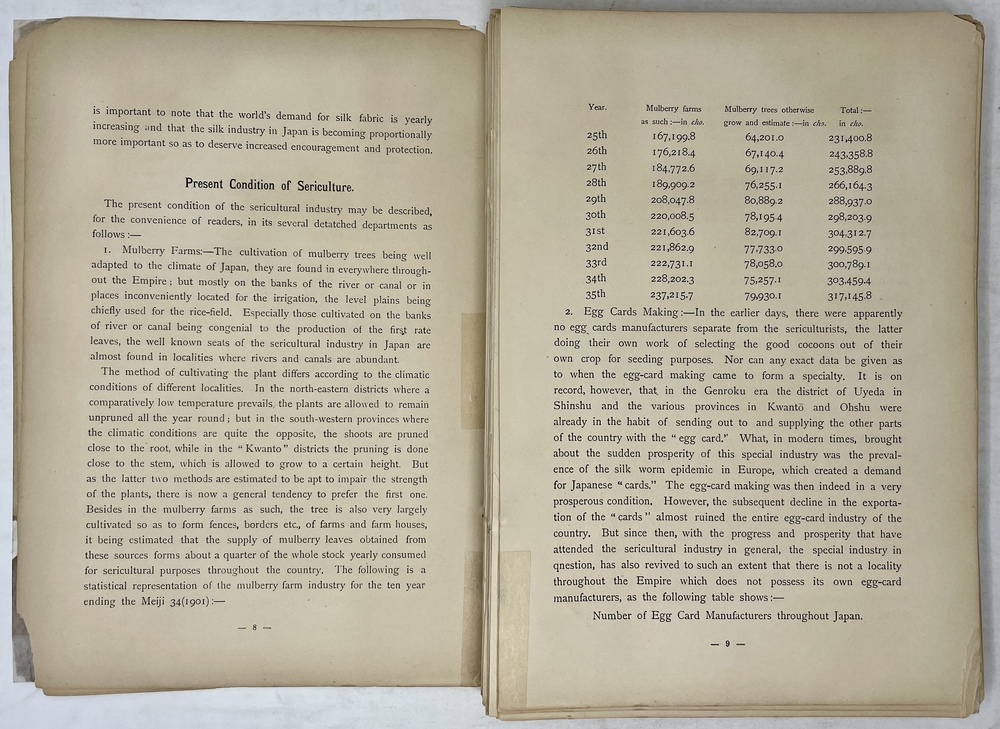 is important to note that the world's demand for silk fabric is yearly
increasing and that the silk industry in Japan is becoming proportionally
more important so as to deserve increased encouragement and protection.
Present Condition of Sericulture.
The present condition of the sericultural industry may be described,
for the convenience of readers, in its several detatched departments as
follows :—
1. Mulberry Farms:—The cultivation of mulberry trees being well
adapted to the climate of Japan, they are found in everywhere through-
out the Empire ; but mostly on the banks of the river or canal or in
places inconveniently located for the irrigation, the level plains being
chiefly used for the rice-field. Especially those cultivated on the banks
of river or canal being congenial to the production of the first rate
leaves, the well known seats of the sericultural industry in Japan are
almost found in localities where rivers and canals are abundant.
The method of cultivating the plant differs according to the climatic
conditions of different localities. In the north-eastern districts where a
comparatively low temperature prevails, the plants are allowed to remain
unpruned all the year round ; but in the south-western provinces where
the climatic conditions are quite the opposite, the shoots are pruned
close to the root, while in the "Kwanto" districts the pruning is done
close to the stem, which is allowed to grow to a certain height. But
as the latter two methods are estimated to be apt to impair the strength
of the plants, there is now a general tendency to prefer the first one.
Besides in the mulberry farms as such, the tree is also very largely
cultivated so as to form fences, borders etc., of farms and farm houses,
it being estimated that the supply of mulberry leaves obtained from
these sources forms about a quarter of the whole stock yearly consumed
for sericultural purposes throughout the country. The following is a
statistical representation of the mulberry farm industry for the ten year
ending the Meiji 34(1901) :—
— 8 —
Year. Mulberry farms Mulberry trees otherwise Total :—
as such :—in cho. grow and estimate :—in cho. in cho.
25th 167,199.8 64,201.0 231,400.8
26th 176,218.4 67,140.4 243,358.8
27th 184,772.6 69,117.2 253,889.8
28th 189,909.2 76,255.1 266,164.3
29th 208,047.8 80,889.2 288,937.0
30th 220,008.5 78,195.4 298,203.9
31st 221,603.6 82,709.1 304,312.7
32nd 221,862.9 77,733.0 299,595.9
33rd 222,731.1 78,058.0 300,789.1
34th 228,202.3 75,257.1 303,459.4
35th 237,215.7 79,930.1 317,145.8
2. Egg Cards Making :—In the earlier days, there were apparently
no egg cards manufacturers separate from the sericulturists, the latter
doing their own work of selecting the good cocoons out of their
own crop for seeding purposes. Nor can any exact data be given as
to when the egg-card making came to form a specialty. It is on
record, however, that in the Genroku era the district of Uyeda in
Shinshu and the various provinces in Kwantō and Ohshu were
already in the habit of sending out to and supplying the other parts
of the country with the "egg card." What, in modern times, brought
about the sudden prosperity of this special industry was the preval-
ence of the silk worm epidemic in Europe, which created a demand
for Japanese "cards." The egg-card making was then indeed in a very
prosperous condition. However, the subsequent decline in the exporta-
tion of the "cards" almost ruined the entire egg-card industry of the
country. But since then, with the progress and prosperity that have
attended the sericultural industry in general, the special industry in
qnestion, has also revived to such an extent that there is not a locality
throughout the Empire which does not possess its own egg-card
manufacturers, as the following table shows :—
Number of Egg Card Manufacturers throughout Japan.
— 9 —